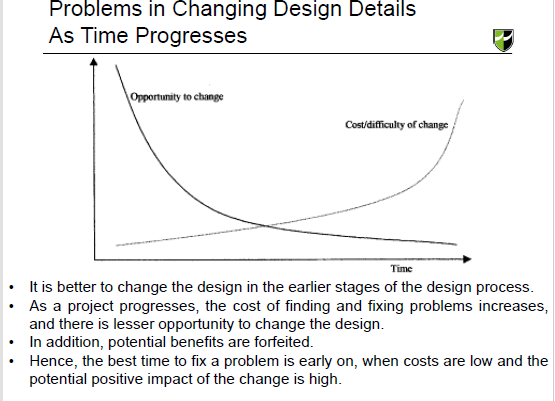 Problems in Changing Design Details
As Time Progresses
Opportunity to change
Cost/difficulty of change
Time
• It is better to change the design in the earlier stages of the design process.
• As a project progresses, the cost of finding and fixing problems increases,
and there is lesser opportunity to change the design.
• In addition, potential benefits are forfeited.
• Hence, the best time to fix a problem is early on, when costs are low and the
potential positive impact of the change is high.